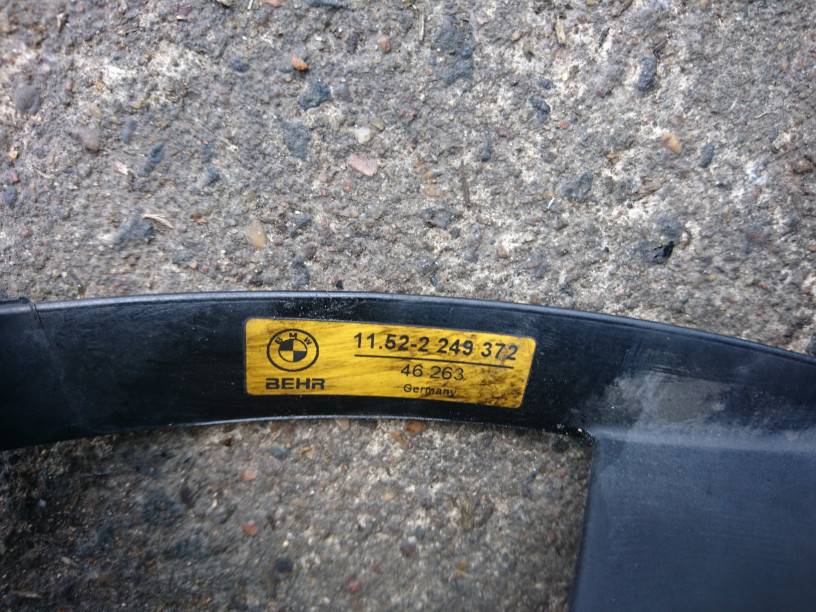 BMW
11.52-2 249 372
46 263
BEHR
Germany